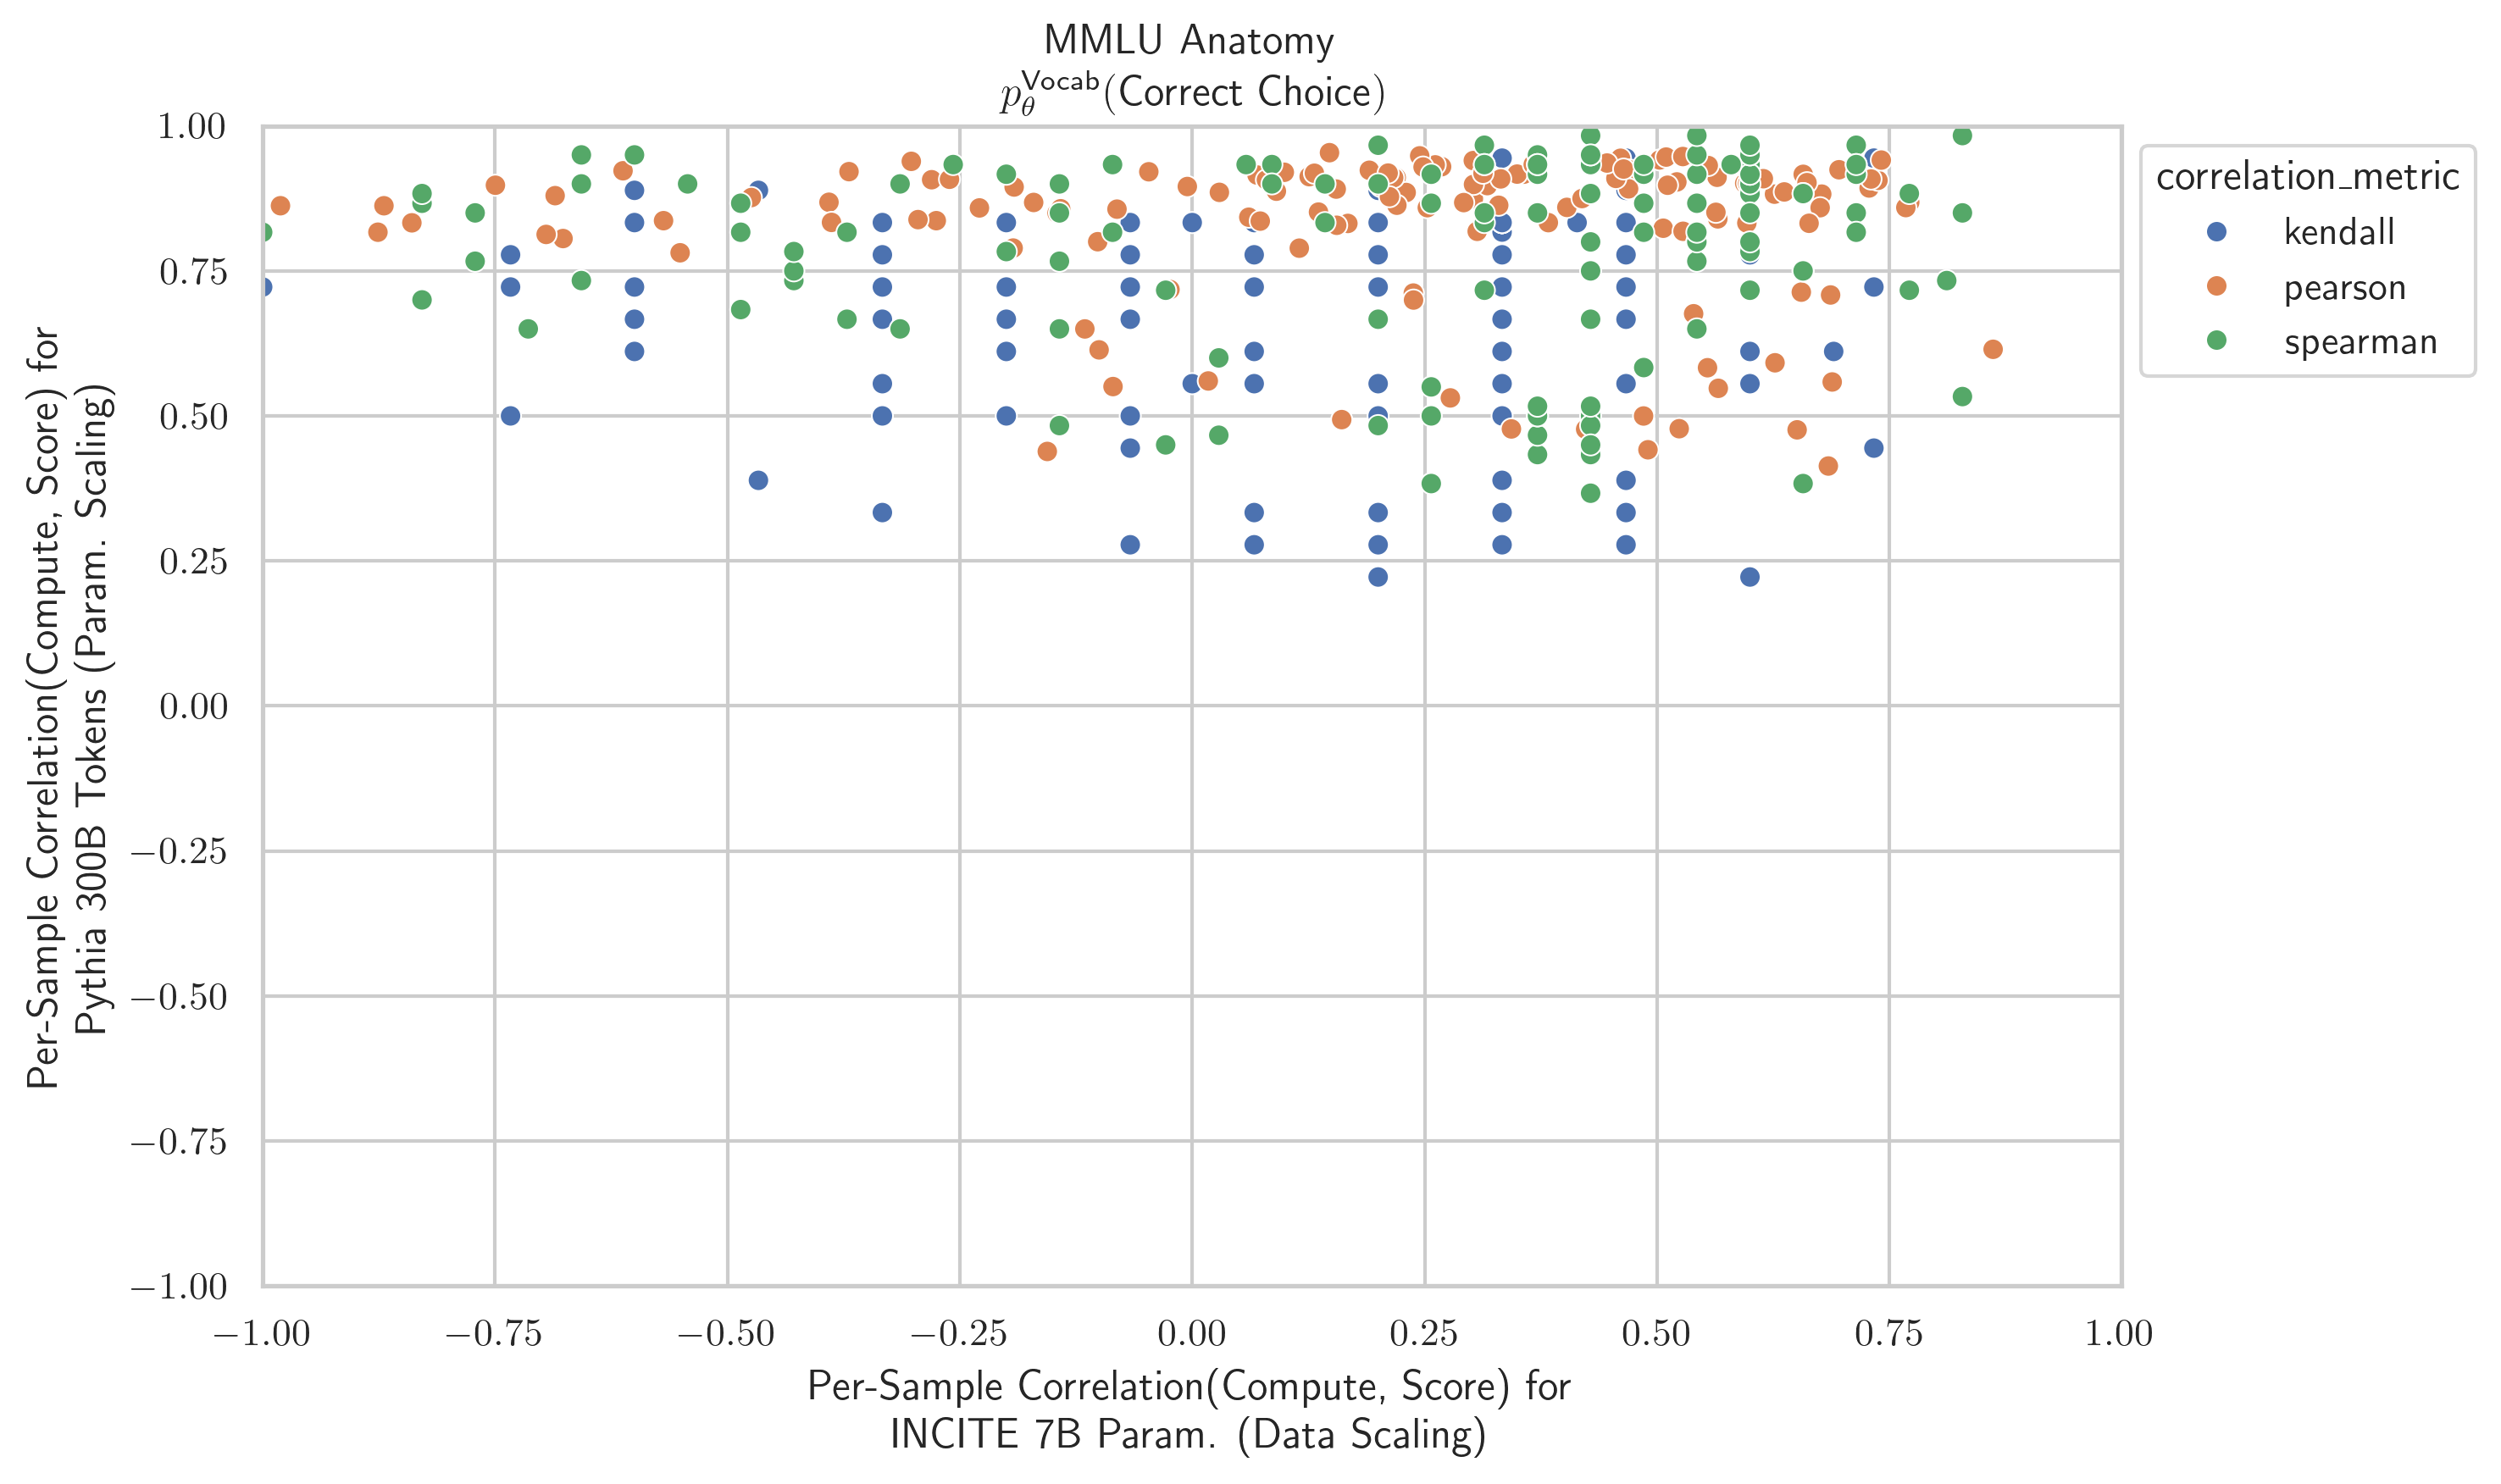 MMLU Anatomy
p_θ^Vocab(Correct Choice)
1.00
0.75
0.50
0.25
0.00
−0.25
−0.50
−0.75
−1.00
Per-Sample Correlation(Compute, Score) for
Pythia 300B Tokens (Param. Scaling)
−1.00 −0.75 −0.50 −0.25 0.00 0.25 0.50 0.75 1.00
Per-Sample Correlation(Compute, Score) for
INCITE 7B Param. (Data Scaling)
correlation_metric
kendall
pearson
spearman